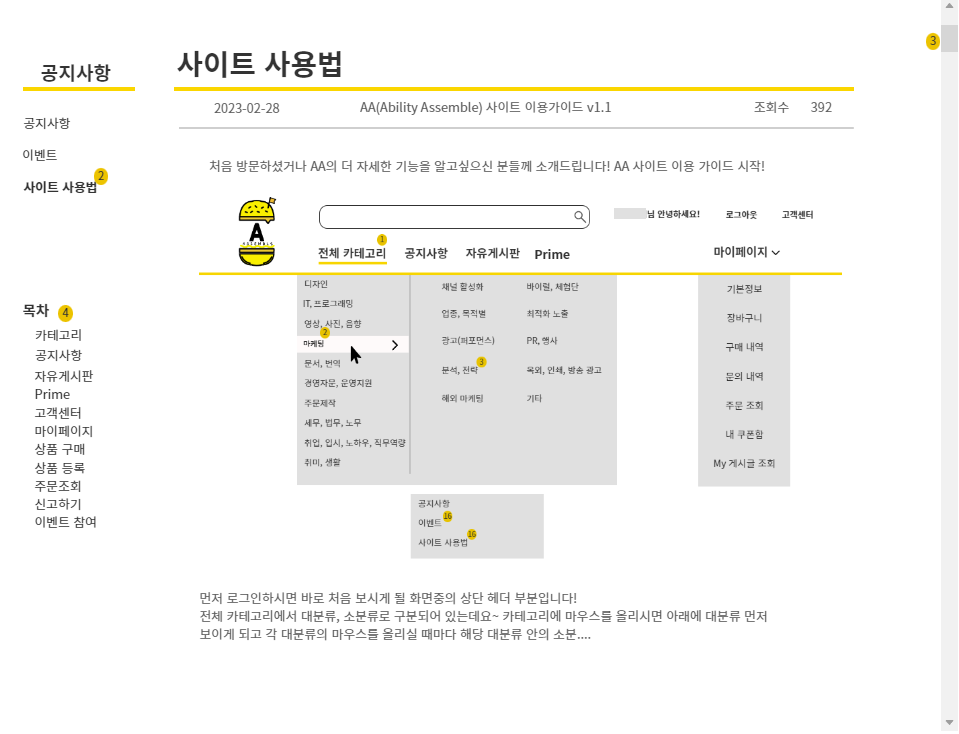 3
공지사항
사이트 사용법
2023-02-28 AA(Ability Assemble) 사이트 이용가이드 v1.1 조회수 392
공지사항
이벤트
사이트 사용법 2
처음 방문하셨거나 AA의 더 자세한 기능을 알고싶으신 분들께 소개드립니다! AA 사이트 이용 가이드 시작!
A
ASSEMBLE
님 안녕하세요! 로그아웃 고객센터
1
전체 카테고리 공지사항 자유게시판 Prime 마이페이지
디자인
IT, 프로그래밍
영상, 사진, 음향
2
마케팅
문서, 번역
경영자문, 운영지원
주문제작
세무, 법무, 노무
취업, 입시, 노하우, 직무역량
취미, 생활
채널 활성화 바이럴, 체험단
업종, 목적별 최적화 노출
광고(퍼포먼스) PR, 행사
분석, 전략 3 옥외, 인쇄, 방송 광고
해외 마케팅 기타
기본정보
장바구니
구매 내역
문의 내역
주문 조회
내 쿠폰함
My 게시글 조회
공지사항
이벤트 16
사이트 사용법 16
목차 4
카테고리
공지사항
자유게시판
Prime
고객센터
마이페이지
상품 구매
상품 등록
주문조회
신고하기
이벤트 참여
먼저 로그인하시면 바로 처음 보시게 될 화면중의 상단 헤더 부분입니다!
전체 카테고리에서 대분류, 소분류로 구분되어 있는데요~ 카테고리에 마우스를 올리시면 아래에 대분류 먼저
보이게 되고 각 대분류의 마우스를 올리실 때마다 해당 대분류 안의 소분....